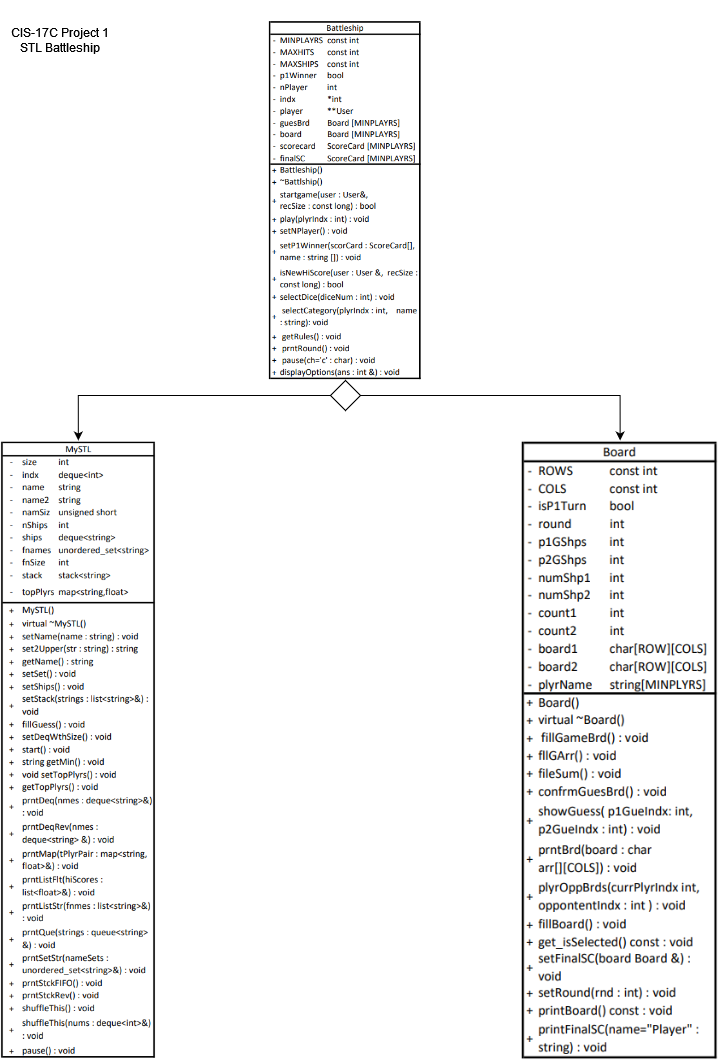 CIS-17C Project 1
STL Battleship
Battleship
- MINPLAYRS const int
- MAXHITS const int
- MAXSHIPS const int
- p1Winner bool
- nPlayer int
- indx *int
- player **User
- guesBrd Board [MINPLAYRS]
- board Board [MINPLAYRS]
- scorecard ScoreCard [MINPLAYRS]
- finalSC ScoreCard [MINPLAYRS]
+ Battleship()
+ ~Battlship()
+ startgame(user : User&,
recSize : const long) : bool
+ play(plyrIndx : int) : void
+ setNPlayer() : void
+ setP1Winner(scorCard : ScoreCard[],
name : string []) : void
+ isNewHiScore(user : User &, recSize :
const long) : bool
+ selectDice(diceNum : int) : void
+ selectCategory(plyrIndx : int, name
: string): void
+ getRules() : void
+ prntRound() : void
+ pause(ch='c' : char) : void
+ displayOptions(ans : int &) : void
MySTL
- size int
- indx deque<int>
- name string
- name2 string
- namSiz unsigned short
- nShips int
- ships deque<string>
- fnames unordered_set<string>
- fnSize int
- stack stack<string>
- topPlyrs map<string,float>
+ MySTL()
+ virtual ~MySTL()
+ setName(name : string) : void
+ set2Upper(str : string) : string
+ getName() : string
+ setSet() : void
+ setShips() : void
+ setStack(strings : list<string>&) :
void
+ fillGuess() : void
+ setDeqWthSize() : void
+ start() : void
+ string getMin() : void
+ void setTopPlyrs() : void
+ getTopPlyrs() : void
+ prntDeq(nmes : deque<string>&)
: void
+ prntDeqRev(nmes :
deque<string> &) : void
+ prntMap(tPlyrPair : map<string,
float>&) : void
+ prntListFlt(hiScores :
list<float>&) : void
+ prntListStr(fnmes : list<string>&)
: void
+ prntQue(strings : queue<string>
&) : void
+ prntSetStr(nameSets :
unordered_set<string>&) : void
+ prntStckFIFO() : void
+ prntStckRev() : void
+ shuffleThis() : void
+ shuffleThis(nums : deque<int>&)
: void
+ pause() : void
Board
- ROWS const int
- COLS const int
- isP1Turn bool
- round int
- p1GShps int
- p2GShps int
- numShp1 int
- numShp2 int
- count1 int
- count2 int
- board1 char[ROW][COLS]
- board2 char[ROW][COLS]
- plyrName string[MINPLYRS]
+ Board()
+ virtual ~Board()
+ fillGameBrd() : void
+ fllGArr() : void
+ fileSum() : void
+ confrmGuesBrd() : void
+ showGuess( p1GueIndx: int,
p2GueIndx : int) : void
+ prntBrd(board : char
arr[][COLS]) : void
+ plyrOppBrds(currPlyrIndx int,
oppontentIndx : int ) : void
+ fillBoard() : void
+ get_isSelected() const : void
+ setFinalSC(board Board &) :
void
+ setRound(rnd : int) : void
+ printBoard() const : void
+ printFinalSC(name="Player" :
string) : void